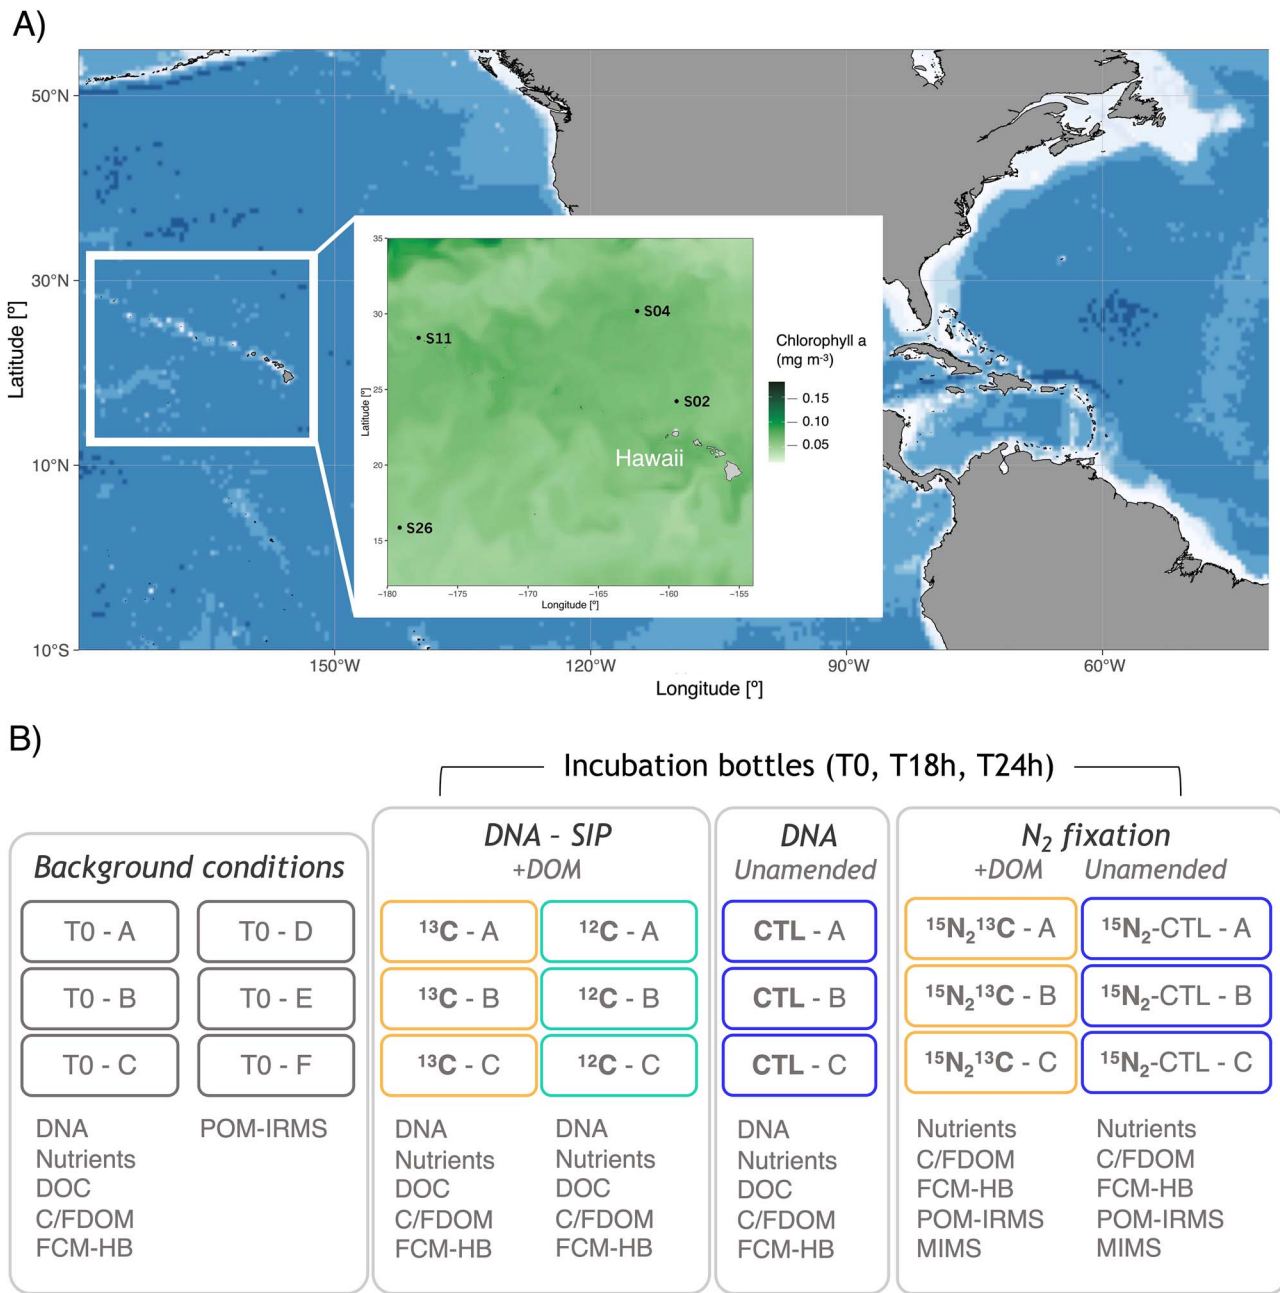 A)
50°N
30°N
10°N
10°S
Latitude [º]
150°W
120°W
90°W
60°W
Longitude [º]
35
30
25
20
15
Latitude [º]
−180
−175
−170
−165
−160
−155
Longitude [º]
S04
S11
S02
Hawaii
S26
Chlorophyll a
(mg m-3)
0.15
0.10
0.05
B)
Incubation bottles (T0, T18h, T24h)
Background conditions
T0 - A
T0 - D
T0 - B
T0 - E
T0 - C
T0 - F
DNA
POM-IRMS
Nutrients
DOC
C/FDOM
FCM-HB
DNA - SIP
+DOM
13C - A
12C - A
13C - B
12C - B
13C - C
12C - C
DNA
DNA
Nutrients
Nutrients
DOC
DOC
C/FDOM
C/FDOM
FCM-HB
FCM-HB
DNA
Unamended
CTL - A
CTL - B
CTL - C
DNA
Nutrients
DOC
C/FDOM
FCM-HB
N2 fixation
+DOM
Unamended
15N213C - A
15N2-CTL - A
15N213C - B
15N2-CTL - B
15N213C - C
15N2-CTL - C
Nutrients
Nutrients
C/FDOM
C/FDOM
FCM-HB
FCM-HB
POM-IRMS
POM-IRMS
MIMS
MIMS